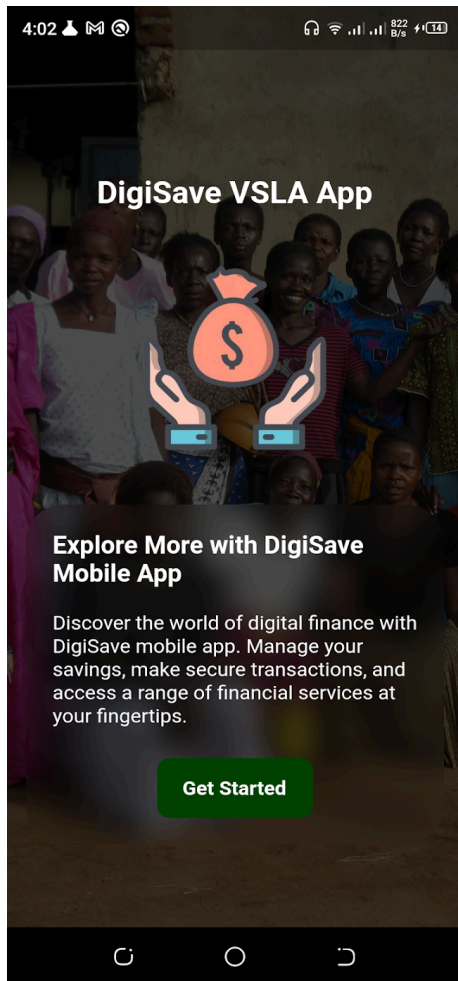 4:02 822 B/s 14
DigiSave VSLA App
$
Explore More with DigiSave
Mobile App
Discover the world of digital finance with
DigiSave mobile app. Manage your
savings, make secure transactions, and
access a range of financial services at
your fingertips.
Get Started